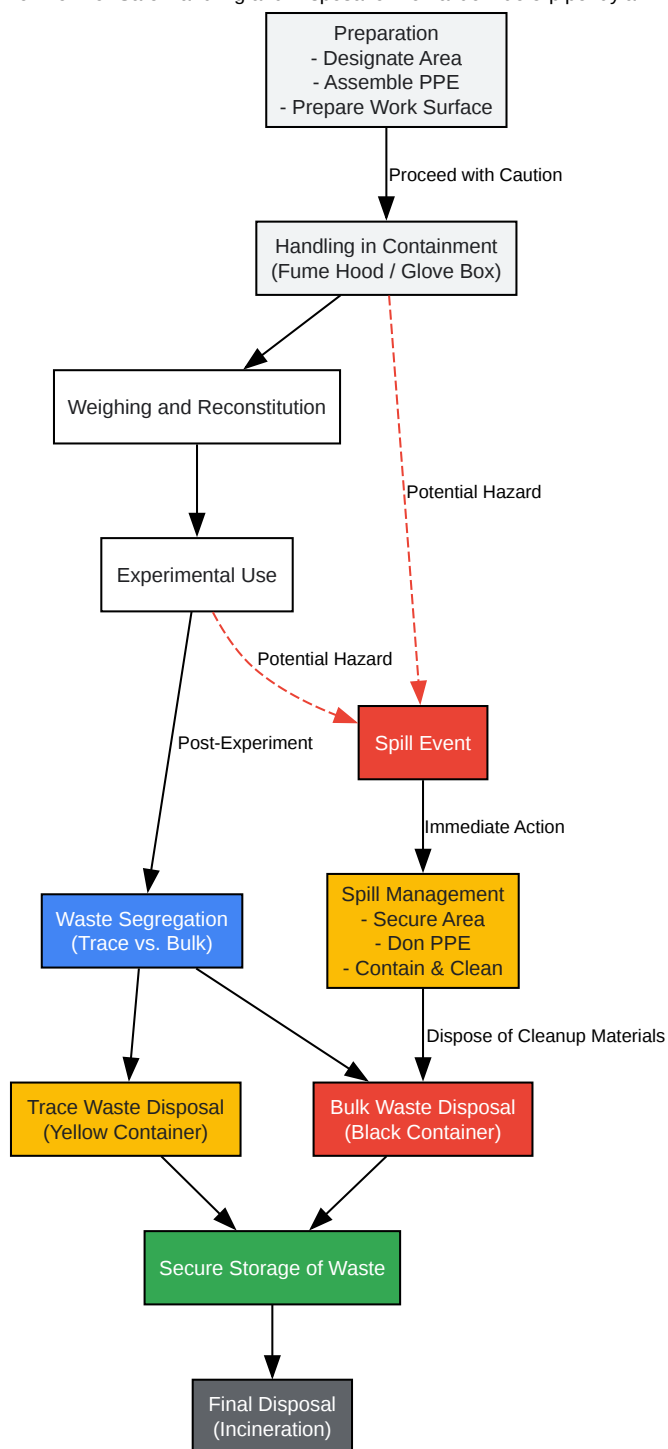 Preparation
- Designate Area
- Assemble PPE
- Prepare Work Surface
Proceed with Caution
Handling in Containment
(Fume Hood / Glove Box)
Weighing and Reconstitution
Potential Hazard
Experimental Use
Potential Hazard
Spill Event
Post-Experiment
Immediate Action
Spill Management
- Secure Area
- Don PPE
- Contain & Clean
Waste Segregation
(Trace vs. Bulk)
Dispose of Cleanup Materials
Trace Waste Disposal
(Yellow Container)
Bulk Waste Disposal
(Black Container)
Secure Storage of Waste
Final Disposal
(Incineration)